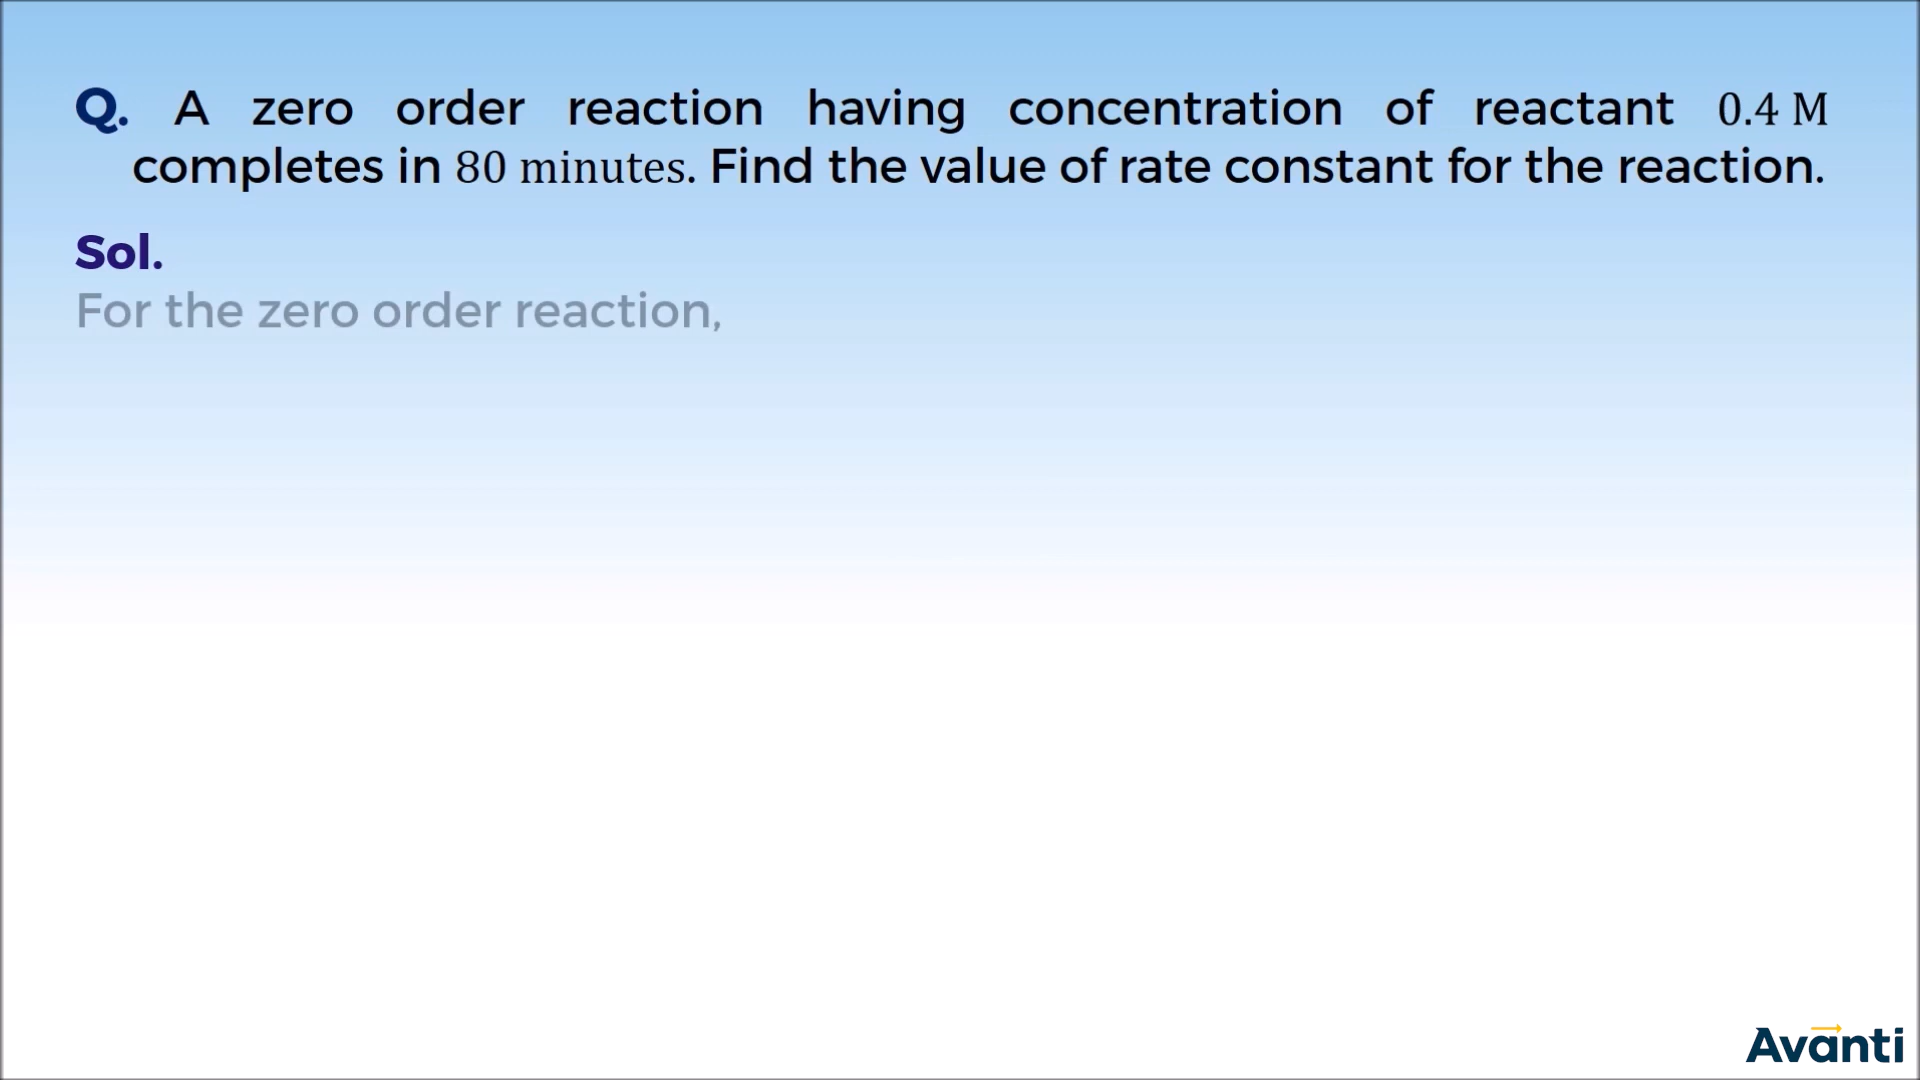 Q. A zero order reaction having concentration of reactant 0.4 M
completes in 80 minutes. Find the value of rate constant for the reaction.
Sol.
For the zero order reaction,
Avanti